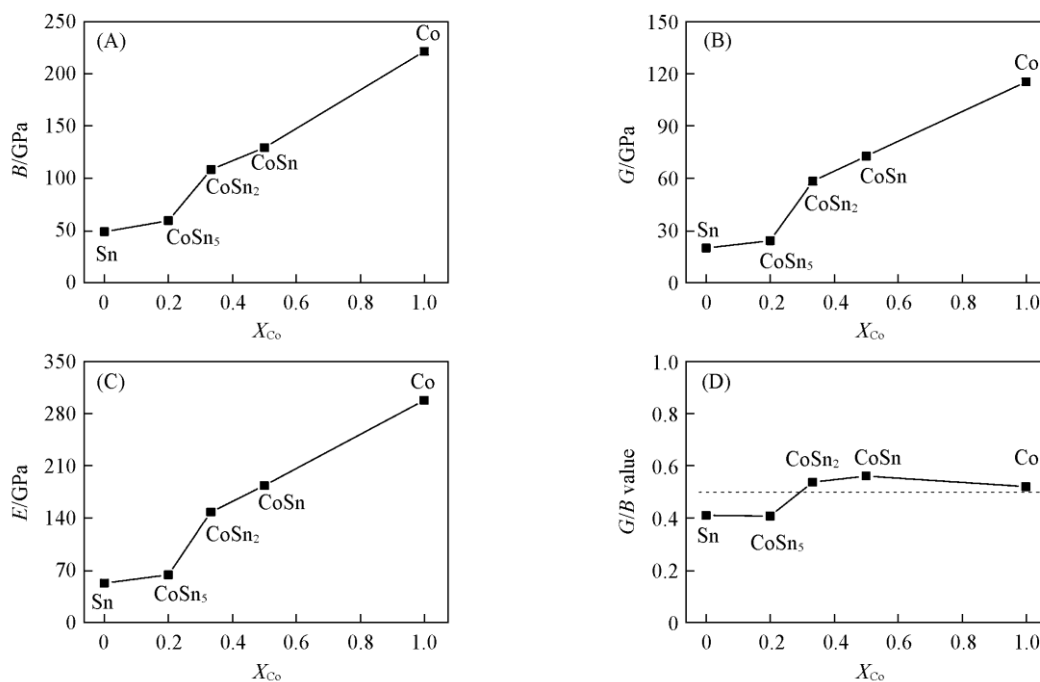 (A)
B/GPa
250
200
150
100
50
0
Sn
CoSn₅
CoSn₂
CoSn
Co
0 0.2 0.4 0.6 0.8 1.0
X_Co
(B)
G/GPa
150
120
90
60
30
0
Sn
CoSn₅
CoSn₂
CoSn
Co
0 0.2 0.4 0.6 0.8 1.0
X_Co
(C)
E/GPa
350
280
210
140
70
0
Sn
CoSn₅
CoSn₂
CoSn
Co
0 0.2 0.4 0.6 0.8 1.0
X_Co
(D)
G/B value
1.0
0.8
0.6
0.4
0.2
0
Sn
CoSn₅
CoSn₂
CoSn
Co
0 0.2 0.4 0.6 0.8 1.0
X_Co